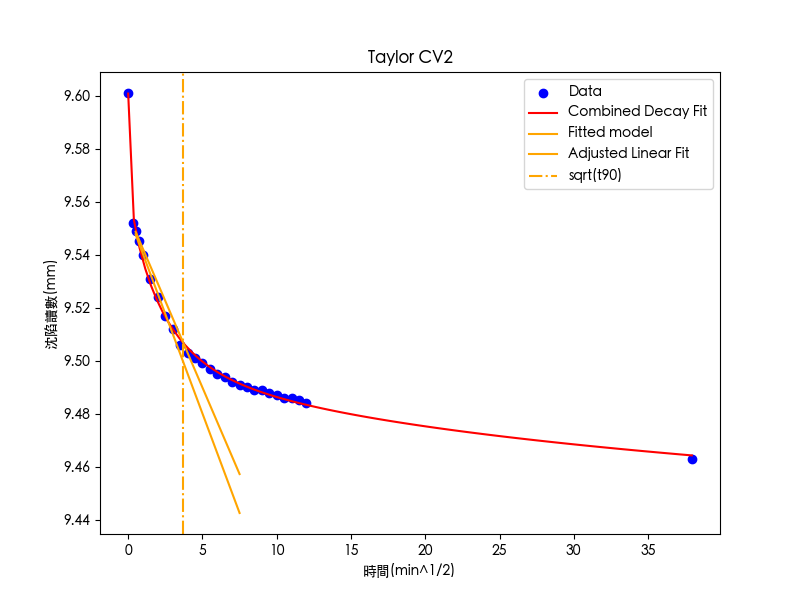 Taylor CV2
Data
Combined Decay Fit
Fitted model
Adjusted Linear Fit
sqrt(t90)
沈陷讀數(mm)
9.60
9.58
9.56
9.54
9.52
9.50
9.48
9.46
9.44
0 5 10 15 20 25 30 35
時間(min^1/2)